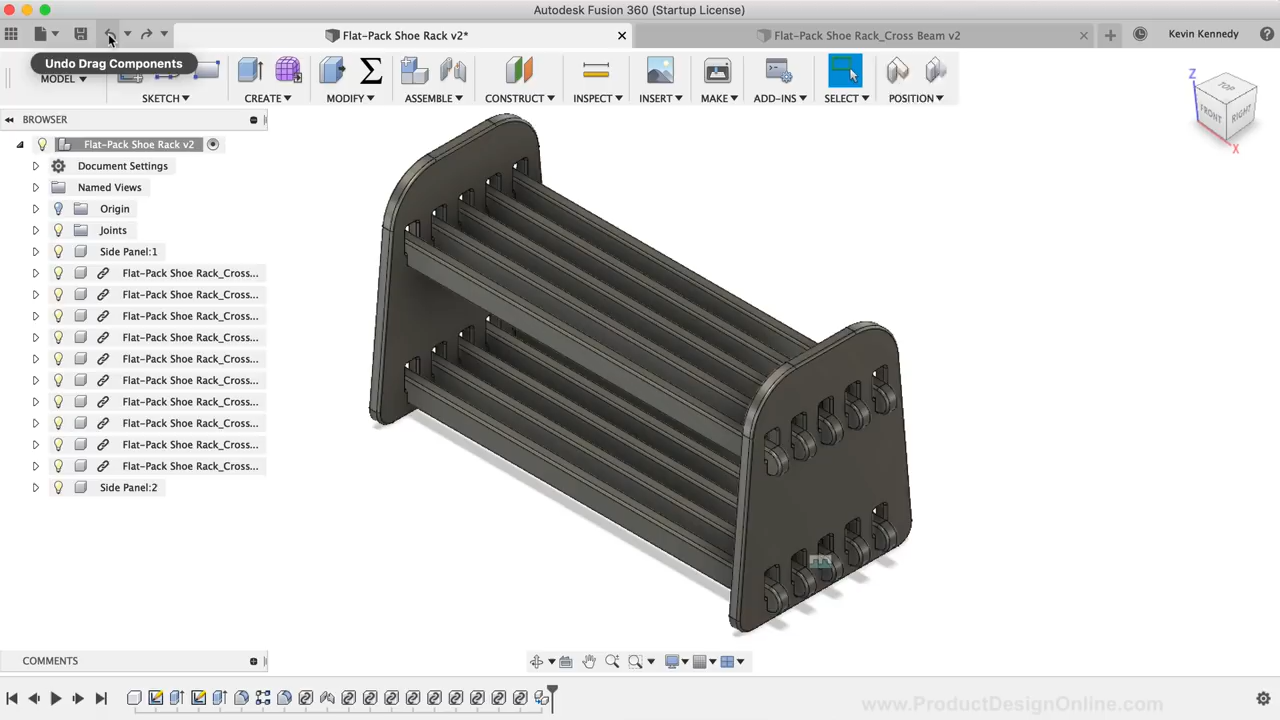 Autodesk Fusion 360 (Startup License)
Flat-Pack Shoe Rack v2*
Flat-Pack Shoe Rack_Cross Beam v2
Kevin Kennedy
Undo Drag Components
MODEL
SKETCH
CREATE
MODIFY
ASSEMBLE
CONSTRUCT
INSPECT
INSERT
MAKE
ADD-INS
SELECT
POSITION
Z
TOP
FRONT
RIGHT
X
BROWSER
Flat-Pack Shoe Rack v2
Document Settings
Named Views
Origin
Joints
Side Panel:1
Flat-Pack Shoe Rack_Cross...
Flat-Pack Shoe Rack_Cross...
Flat-Pack Shoe Rack_Cross...
Flat-Pack Shoe Rack_Cross...
Flat-Pack Shoe Rack_Cross...
Flat-Pack Shoe Rack_Cross...
Flat-Pack Shoe Rack_Cross...
Flat-Pack Shoe Rack_Cross...
Flat-Pack Shoe Rack_Cross...
Flat-Pack Shoe Rack_Cross...
Side Panel:2
COMMENTS
www.ProductDesignOnline.com